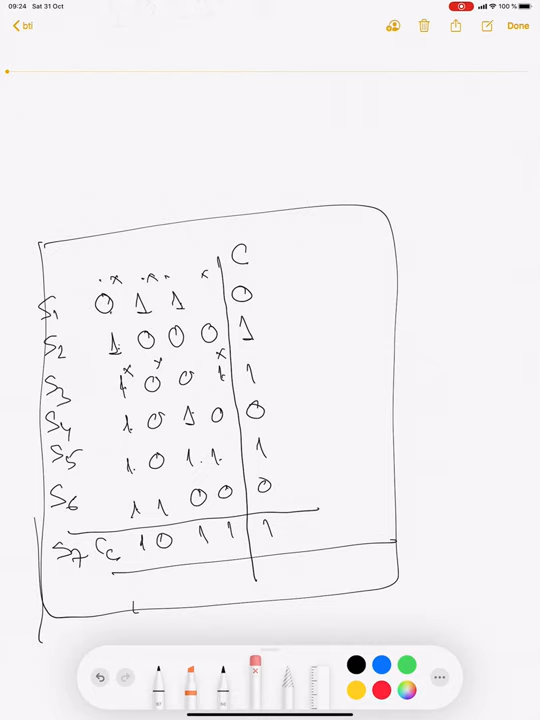 09:24 Sat 31 Oct 100 %
bti Done
C
S1 0 1 1 0
S2 1 0 0 0 1
S3 1 0 0 1 1
S4 1 0 1 0 0
S5 1 0 1 1 1
S6 1 1 0 0 0
S7 Cc 1 0 1 1 1